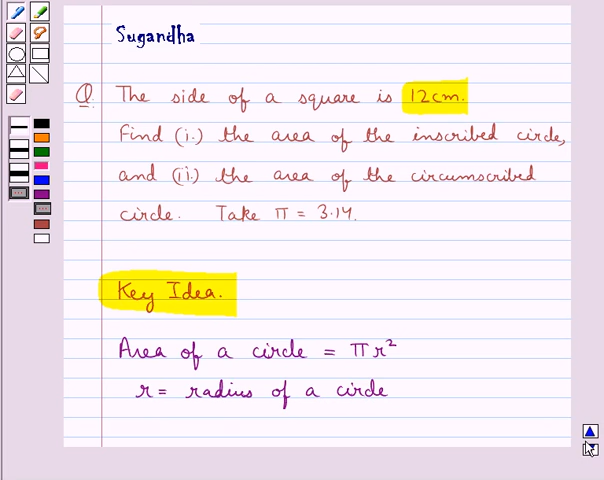 Sugandha
Q. The side of a square is 12cm.
Find (i.) the area of the inscribed circle,
and (ii.) the area of the circumscribed
circle. Take π = 3.14.
Key Idea.
Area of a circle = πr²
r = radius of a circle